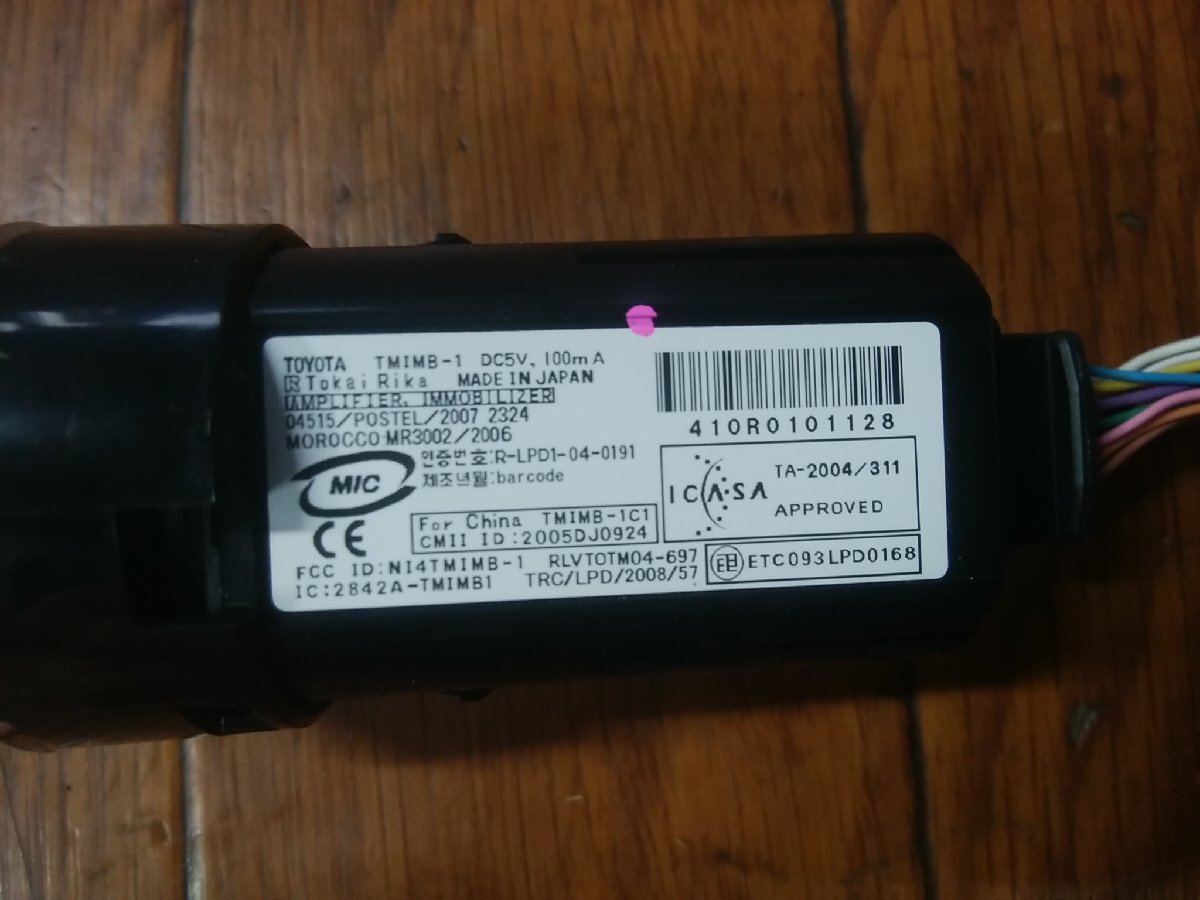 TOYOTA TMIMB-1 DC5V, 100mA
R Tokai Rika MADE IN JAPAN
AMPLIFIER, IMMOBILIZER
04515/POSTEL/2007 2324
MOROCCO MR3002/2006
인증번호:R-LPD1-04-0191
제조년월:barcode
MIC
CE
For China TMIMB-1C1
CMII ID:2005DJ0924
FCC ID:NI4TMIMB-1 RLVTOTM04-697
IC:2842A-TMIMB1 TRC/LPD/2008/57
410R0101128
ICASA
TA-2004/311
APPROVED
ETC093LPD0168